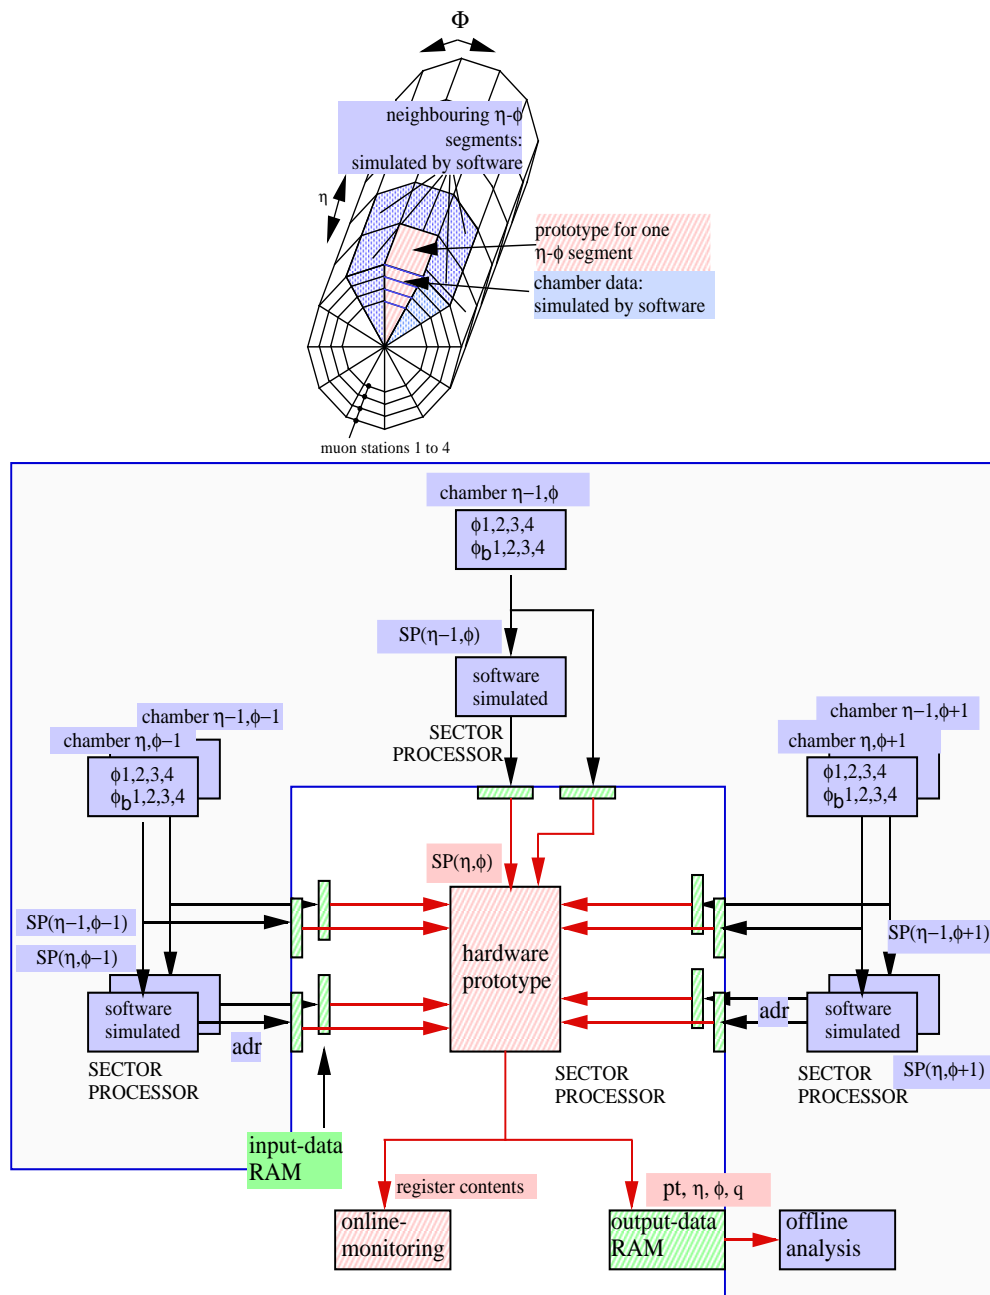 Φ
neighbouring η-ϕ
segments:
simulated by software
η
prototype for one
η-ϕ segment
chamber data:
simulated by software
muon stations 1 to 4
chamber η−1,ϕ
ϕ1,2,3,4
ϕb1,2,3,4
SP(η−1,ϕ)
software
simulated
SECTOR
PROCESSOR
chamber η−1,ϕ−1
chamber η,ϕ−1
ϕ1,2,3,4
ϕb1,2,3,4
chamber η−1,ϕ+1
chamber η,ϕ+1
ϕ1,2,3,4
ϕb1,2,3,4
SP(η,ϕ)
SP(η−1,ϕ−1)
SP(η,ϕ−1)
hardware
prototype
SP(η−1,ϕ+1)
software
simulated
adr
SECTOR
PROCESSOR
adr
software
simulated
SECTOR
PROCESSOR
SECTOR
PROCESSOR
SP(η,ϕ+1)
input-data
RAM
register contents
pt, η, ϕ, q
online-
monitoring
output-data
RAM
offline
analysis